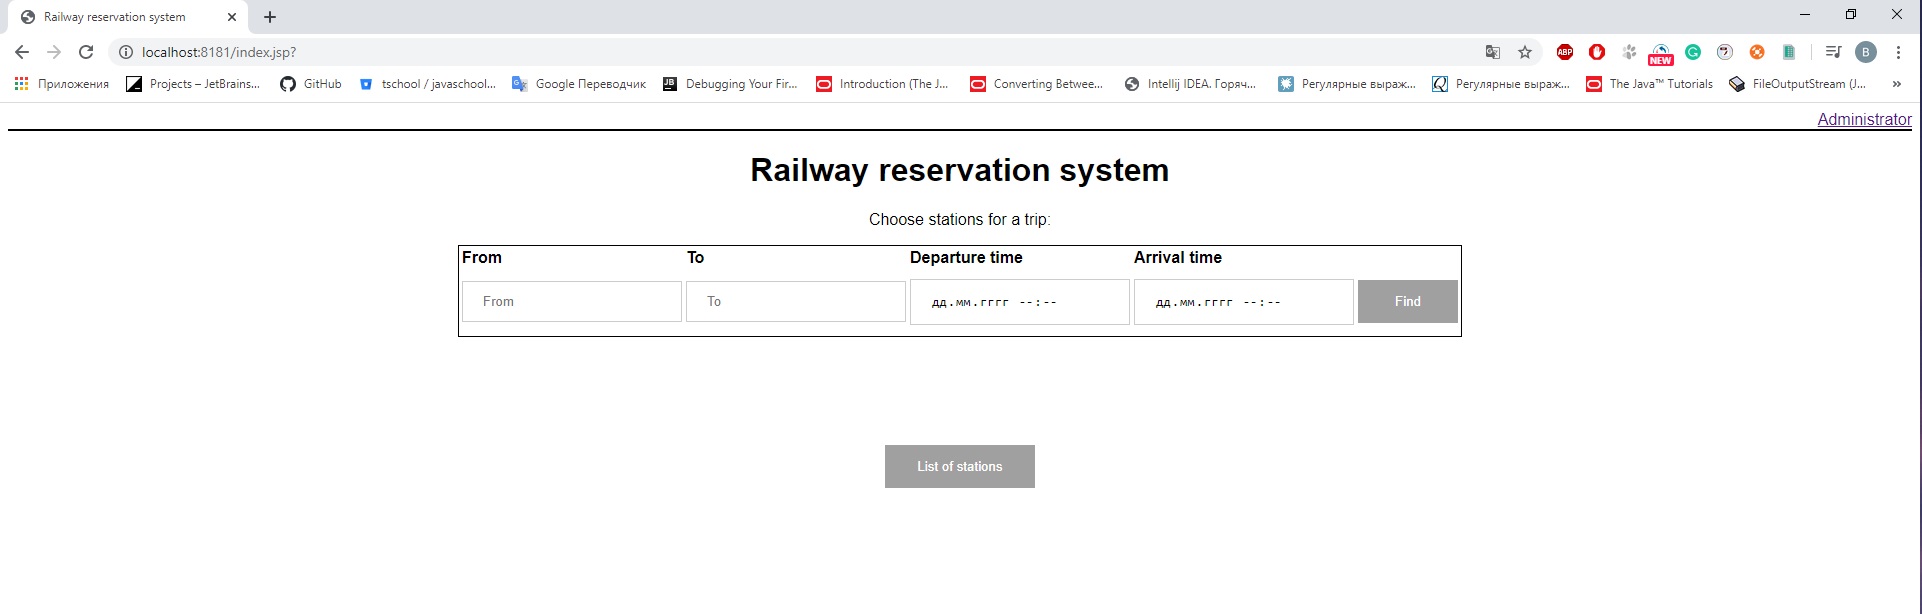 Railway reservation system
localhost:8181/index.jsp?
ABP
NEW
G
B
Приложения Projects – JetBrains... GitHub tschool / javaschool... Google Переводчик Debugging Your Fir... Introduction (The J... Converting Betwee... Intellij IDEA. Горяч... Регулярные выраж... Регулярные выраж... The Java™ Tutorials FileOutputStream (J... »
Administrator
Railway reservation system
Choose stations for a trip:
From To Departure time Arrival time
From To дд.мм.гггг --:-- дд.мм.гггг --:-- Find
List of stations